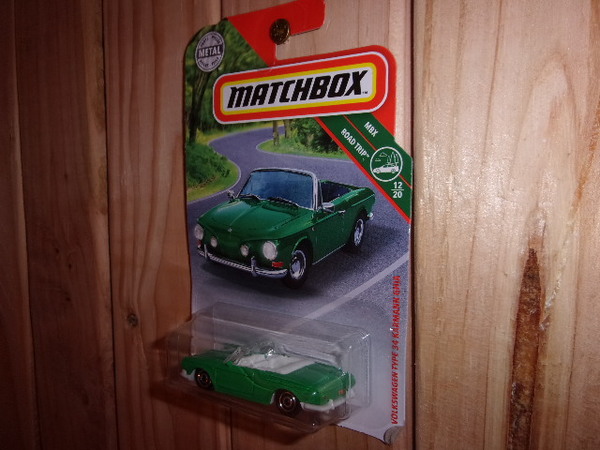 METAL
MATCHBOX
MBX
ROAD TRIP
12
20
VOLKSWAGEN TYPE 34 KARMANN GHIA